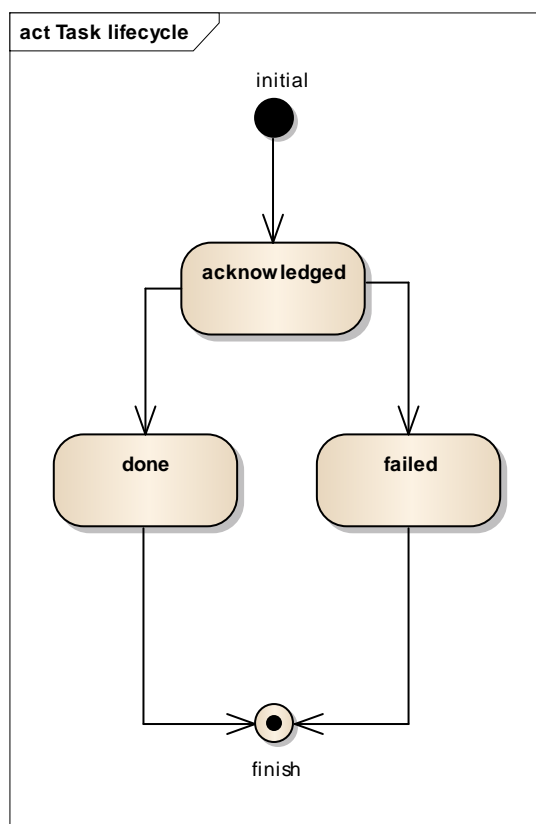 act Task lifecycle
initial
acknowledged
done
failed
finish